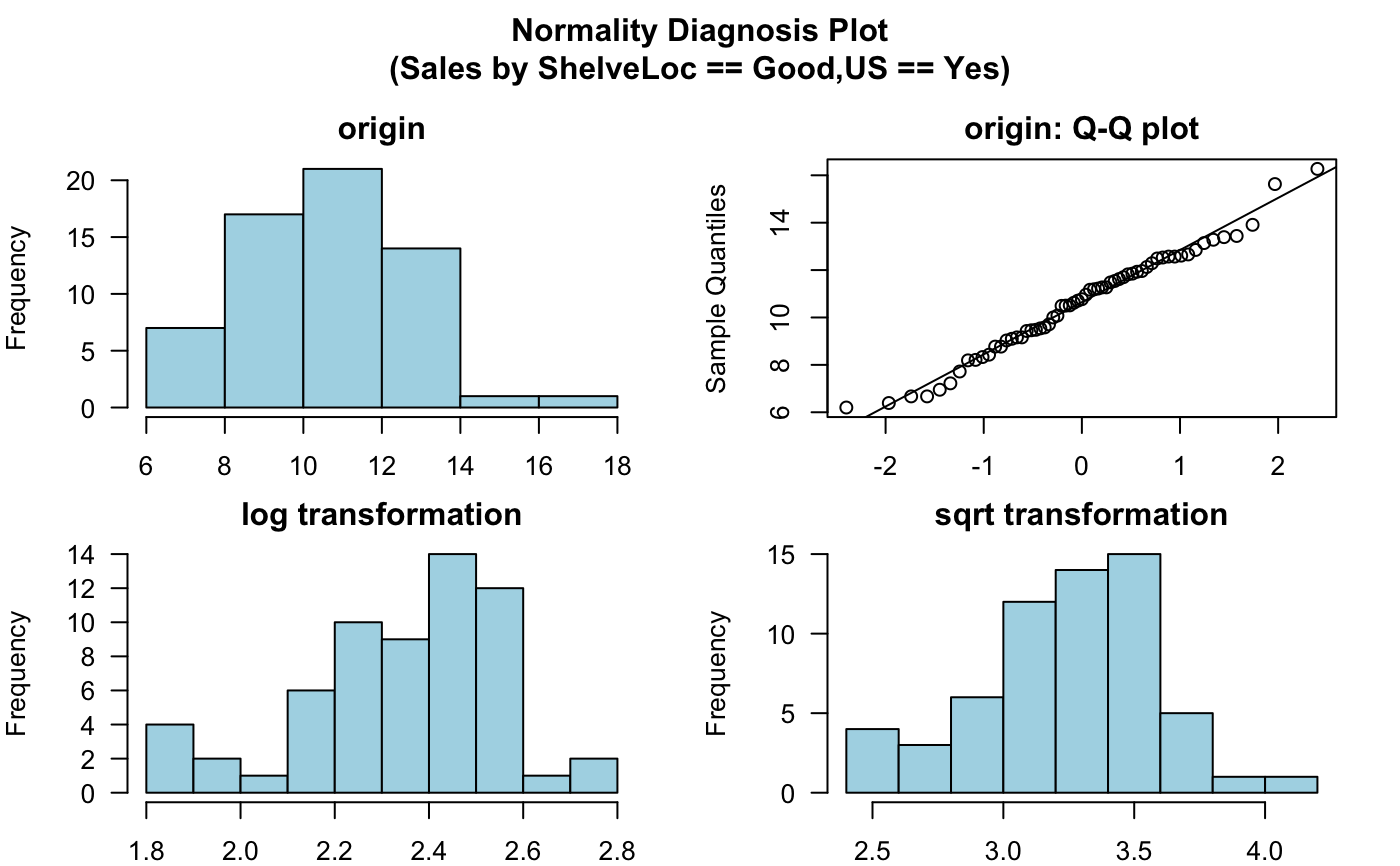 Normality Diagnosis Plot
(Sales by ShelveLoc == Good,US == Yes)
origin
Frequency
20
15
10
5
0
6 8 10 12 14 16 18
origin: Q-Q plot
Sample Quantiles
14
10
8
6
-2 -1 0 1 2
log transformation
Frequency
14
12
10
8
6
4
2
0
1.8 2.0 2.2 2.4 2.6 2.8
sqrt transformation
Frequency
15
10
5
0
2.5 3.0 3.5 4.0